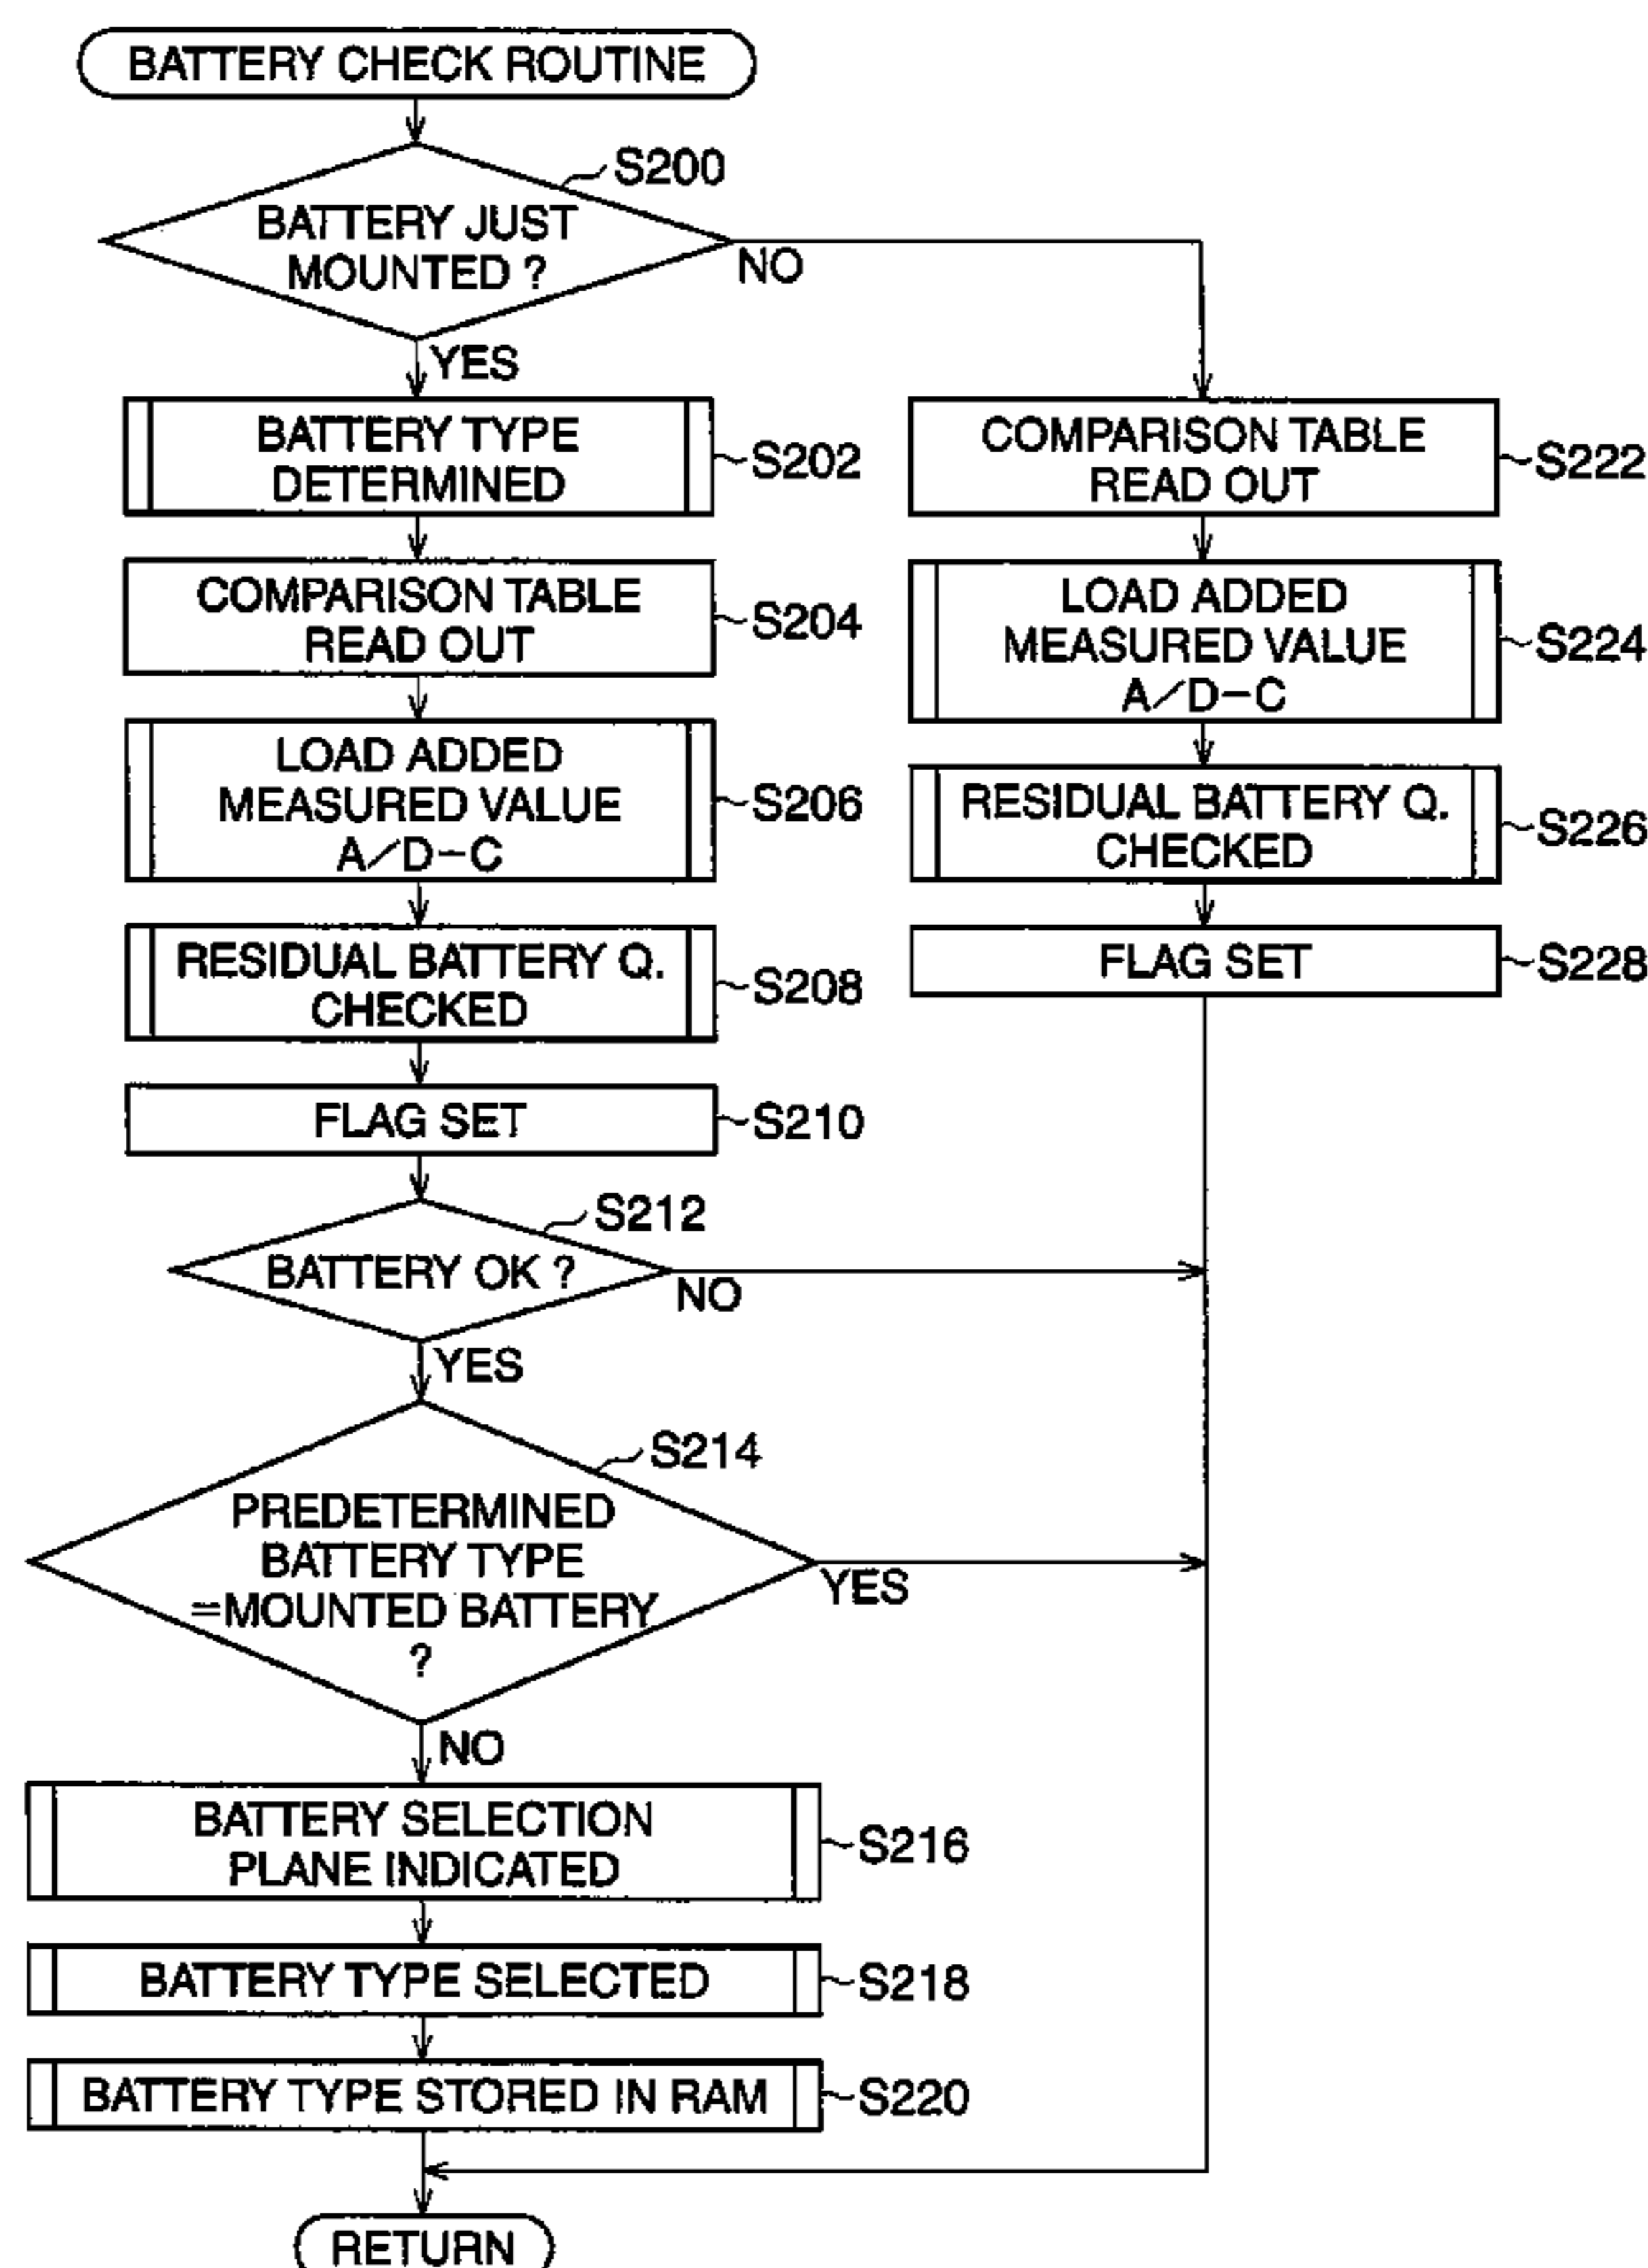 BATTERY CHECK ROUTINE
S200
BATTERY JUST
MOUNTED ?
NO
YES
BATTERY TYPE
DETERMINED
S202
COMPARISON TABLE
READ OUT
S204
LOAD ADDED
MEASURED VALUE
A/D-C
S206
RESIDUAL BATTERY Q.
CHECKED
S208
FLAG SET
S210
S212
BATTERY OK ?
NO
YES
S214
PREDETERMINED
BATTERY TYPE
=MOUNTED BATTERY
?
YES
NO
BATTERY SELECTION
PLANE INDICATED
S216
BATTERY TYPE SELECTED
S218
BATTERY TYPE STORED IN RAM
S220
RETURN
COMPARISON TABLE
READ OUT
S222
LOAD ADDED
MEASURED VALUE
A/D-C
S224
RESIDUAL BATTERY Q.
CHECKED
S226
FLAG SET
S228